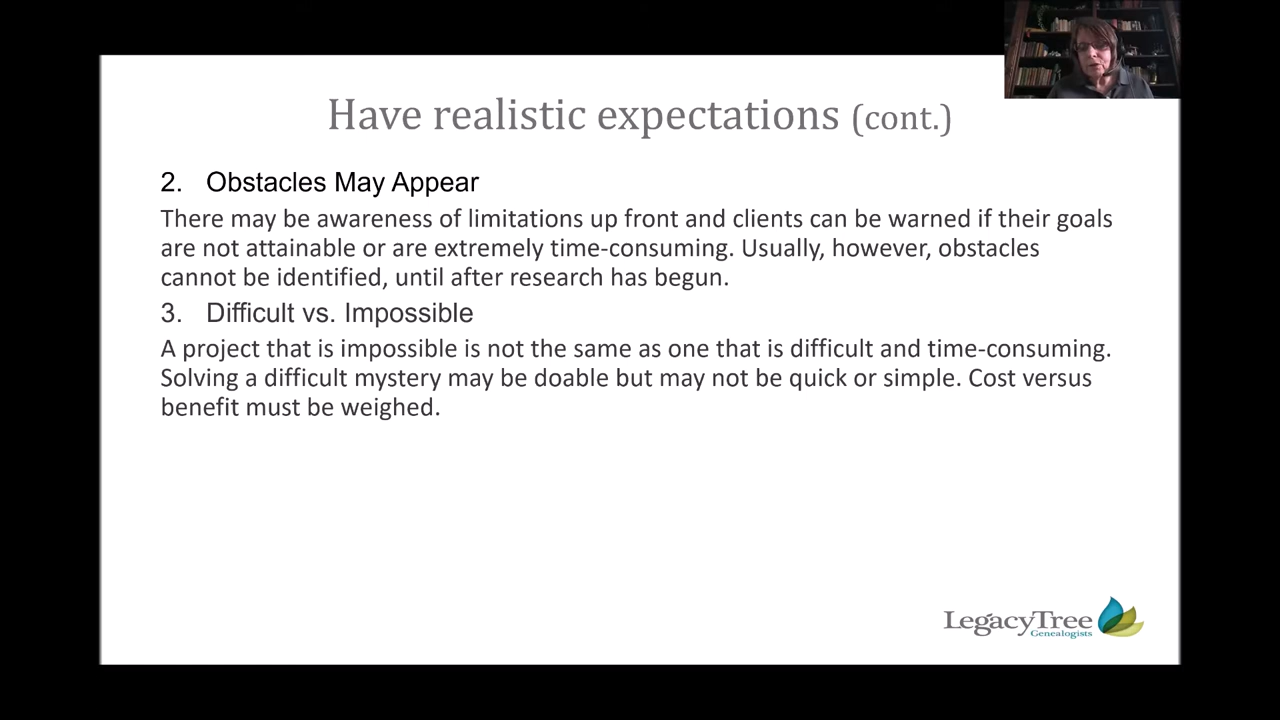 Have realistic expectations (cont.)
2. Obstacles May Appear
There may be awareness of limitations up front and clients can be warned if their goals
are not attainable or are extremely time-consuming. Usually, however, obstacles
cannot be identified, until after research has begun.
3. Difficult vs. Impossible
A project that is impossible is not the same as one that is difficult and time-consuming.
Solving a difficult mystery may be doable but may not be quick or simple. Cost versus
benefit must be weighed.
LegacyTree
Genealogists